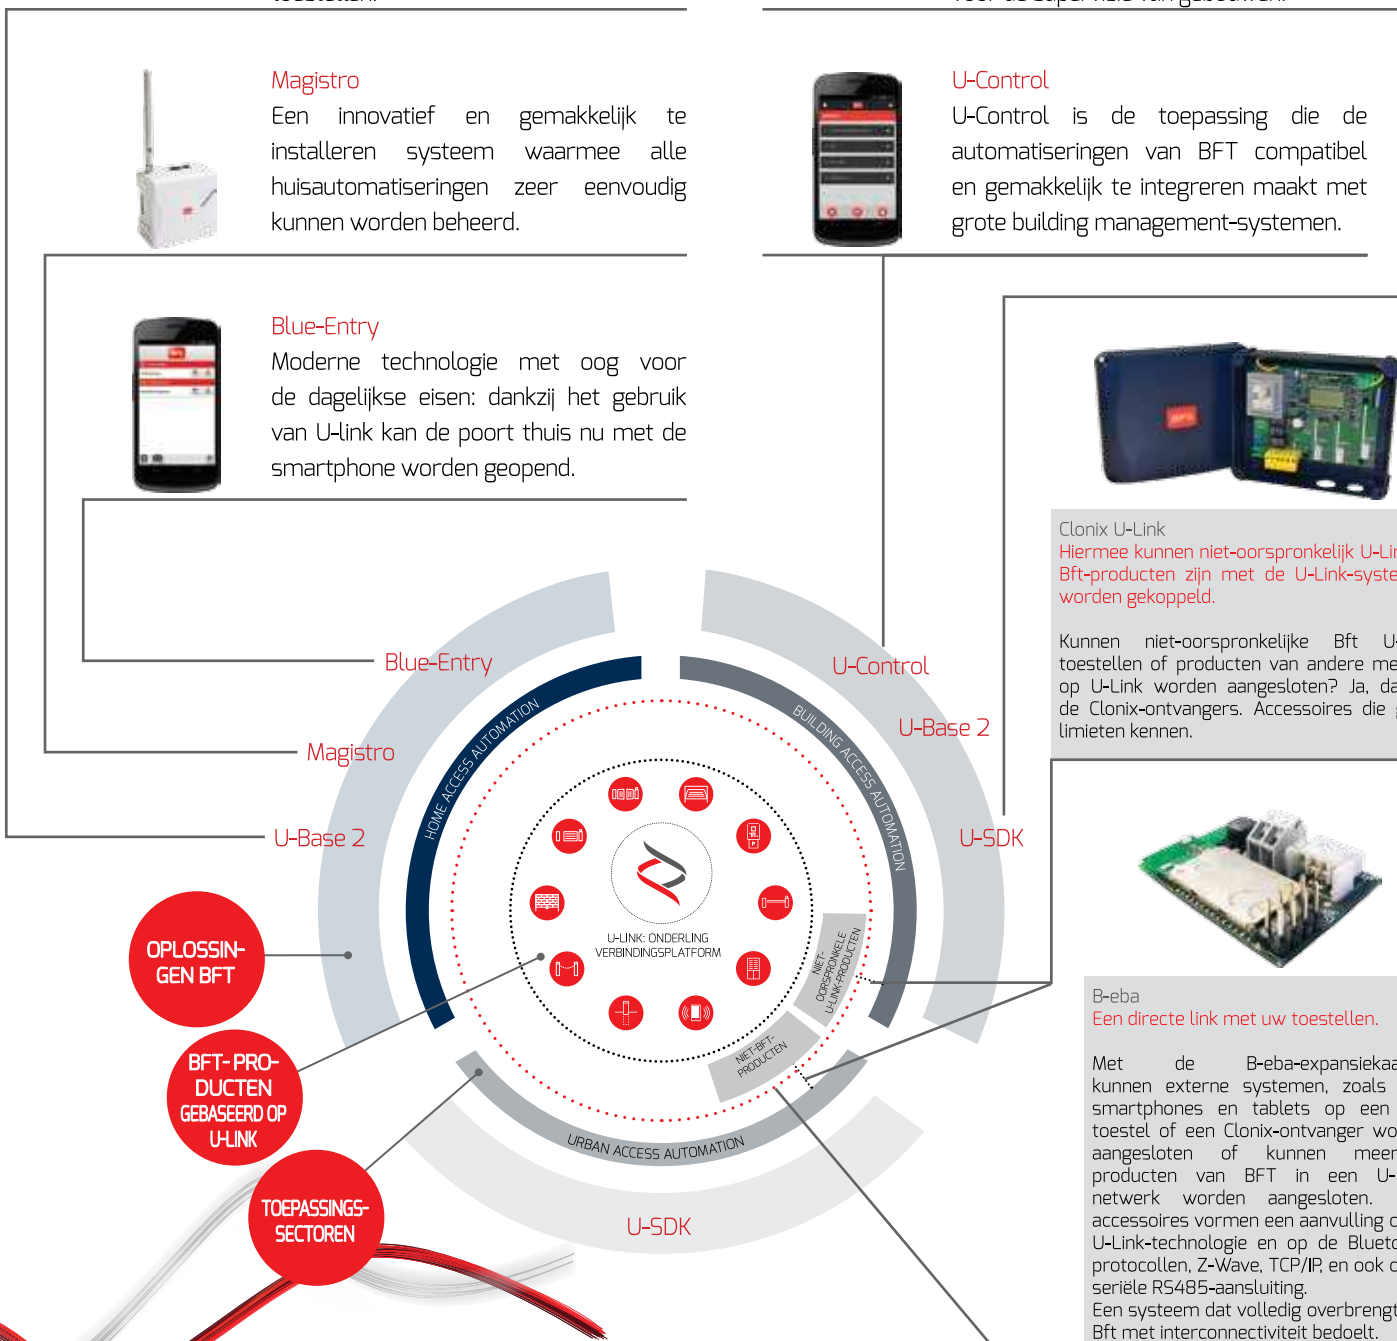 toestellen.
Magistro
Een innovatief en gemakkelijk te
installeren systeem waarmee alle
huisautomatiseringen zeer eenvoudig
kunnen worden beheerd.
Blue-Entry
Moderne technologie met oog voor
de dagelijkse eisen: dankzij het gebruik
van U-link kan de poort thuis nu met de
smartphone worden geopend.
voor de supervisie van gebouwen.
U-Control
U-Control is de toepassing die de
automatiseringen van BFT compatibel
en gemakkelijk te integreren maakt met
grote building management-systemen.
Clonix U-Link
Hiermee kunnen niet-oorspronkelijk U-Lin
Bft-producten zijn met de U-Link-syste
worden gekoppeld.
Kunnen niet-oorspronkelijke Bft U-
toestellen of producten van andere me
op U-Link worden aangesloten? Ja, da
de Clonix-ontvangers. Accessoires die g
limieten kennen.
B-eba
Een directe link met uw toestellen.
Met de B-eba-expansiekaa
kunnen externe systemen, zoals
smartphones en tablets op een
toestel of een Clonix-ontvanger wo
aangesloten of kunnen meer
producten van BFT in een U-
netwerk worden aangesloten.
accessoires vormen een aanvulling o
U-Link-technologie en op de Blueto
protocollen, Z-Wave, TCP/IP, en ook d
seriële RS485-aansluiting.
Een systeem dat volledig overbrengt
Bft met interconnectiviteit bedoelt.
Blue-Entry
Magistro
U-Base 2
U-Control
U-Base 2
U-SDK
U-SDK
HOME ACCESS AUTOMATION
BUILDING ACCESS AUTOMATION
URBAN ACCESS AUTOMATION
U-LINK: ONDERLING
VERBINDINGSPLATFORM
P
NIET-
OORSPRONKELE
U-LINK-PRODUCTEN
NIET-BFT-
PRODUCTEN
OPLOSSIN-
GEN BFT
BFT-PRO-
DUCTEN
GEBASEERD OP
U-LINK
TOEPASSINGS-
SECTOREN